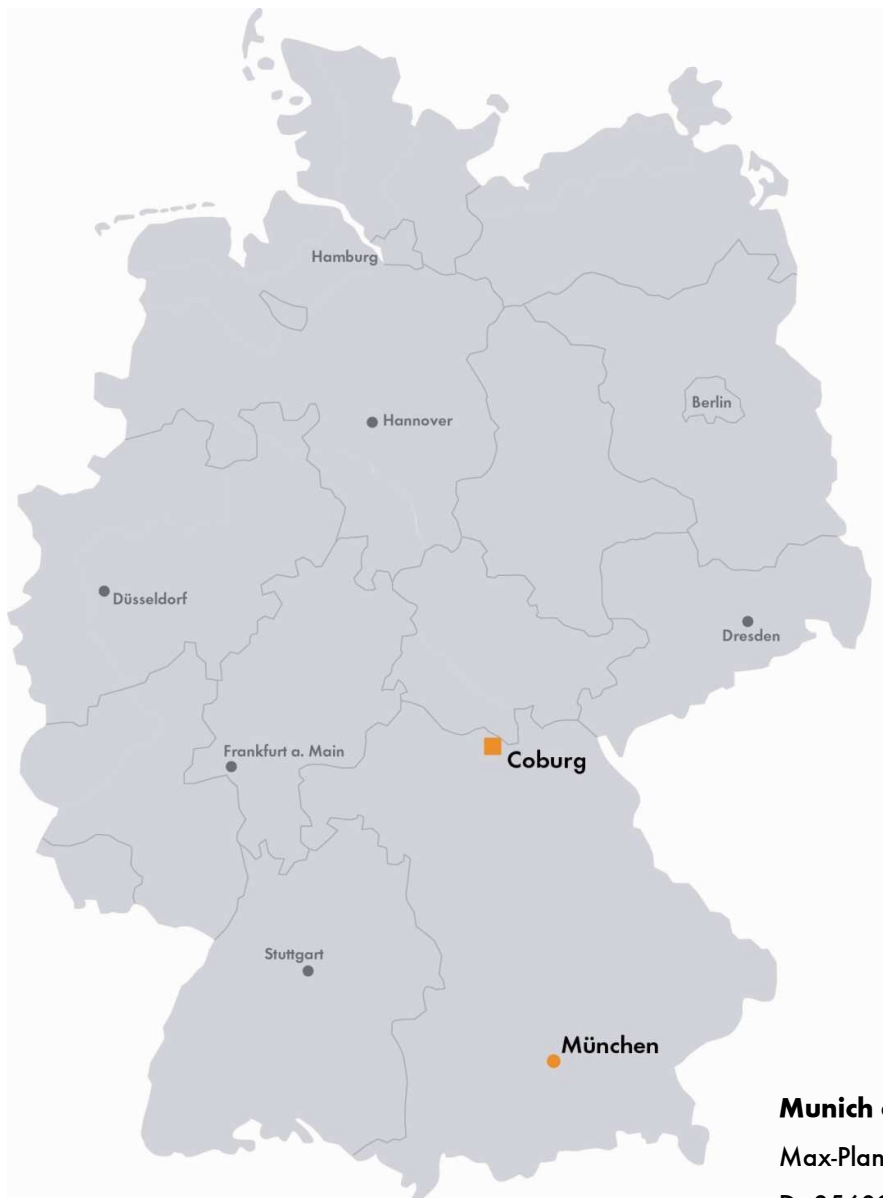 Hamburg
Berlin
Hannover
Düsseldorf
Dresden
Frankfurt a. Main
Coburg
Stuttgart
München
Munich
Max-Plan